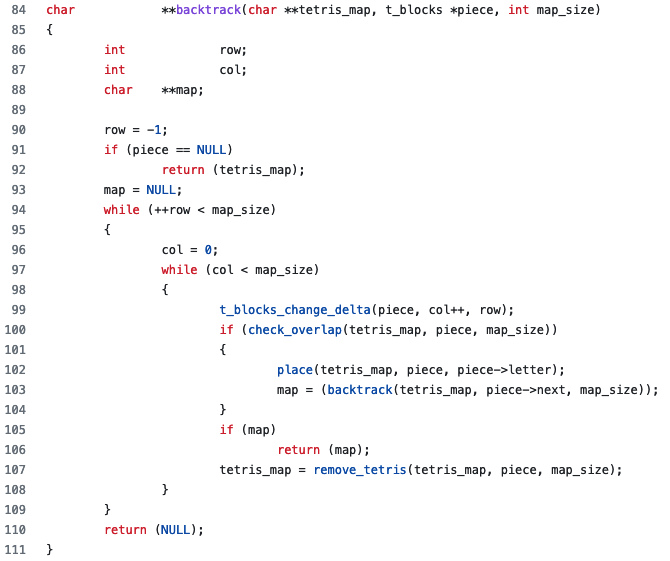 84 char **backtrack(char **tetris_map, t_blocks *piece, int map_size)
85 {
86 int row;
87 int col;
88 char **map;
89
90 row = -1;
91 if (piece == NULL)
92 return (tetris_map);
93 map = NULL;
94 while (++row < map_size)
95 {
96 col = 0;
97 while (col < map_size)
98 {
99 t_blocks_change_delta(piece, col++, row);
100 if (check_overlap(tetris_map, piece, map_size))
101 {
102 place(tetris_map, piece, piece->letter);
103 map = (backtrack(tetris_map, piece->next, map_size));
104 }
105 if (map)
106 return (map);
107 tetris_map = remove_tetris(tetris_map, piece, map_size);
108 }
109 }
110 return (NULL);
111 }